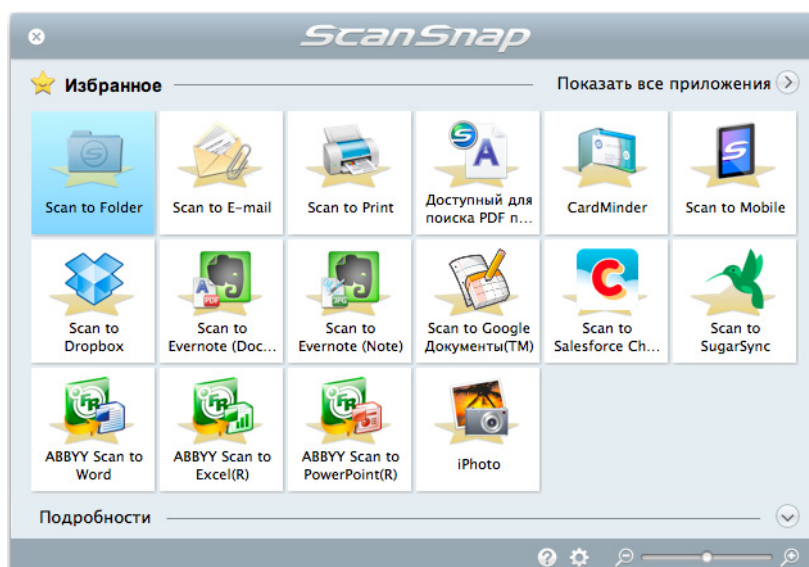 ScanSnap
Избранное
Показать все приложения
Scan to Folder
Scan to E-mail
Scan to Print
Доступный для
поиска PDF п...
CardMinder
Scan to Mobile
Scan to
Dropbox
Scan to
Evernote (Doc...
Scan to
Evernote (Note)
Scan to Google
Документы(TM)
Scan to
Salesforce Ch...
Scan to
SugarSync
ABBYY Scan to
Word
ABBYY Scan to
Excel(R)
ABBYY Scan to
PowerPoint(R)
iPhoto
Подробности